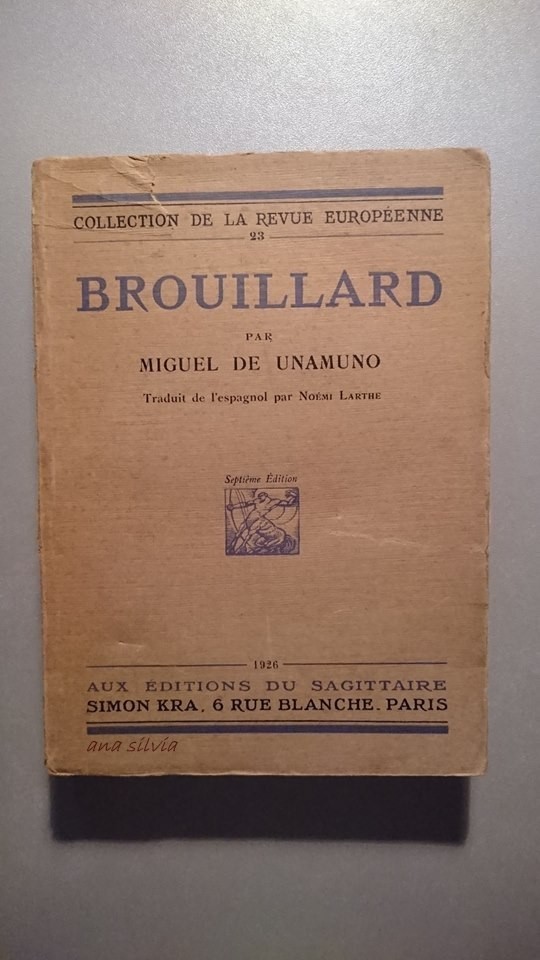 COLLECTION DE LA REVUE EUROPÉENNE
23
BROUILLARD
PAR
MIGUEL DE UNAMUNO
Traduit de l'espagnol par NOÉMI LARTHE
Septième Édition
1926
AUX ÉDITIONS DU SAGITTAIRE
SIMON KRA, 6 RUE BLANCHE. PARIS
ana silvia